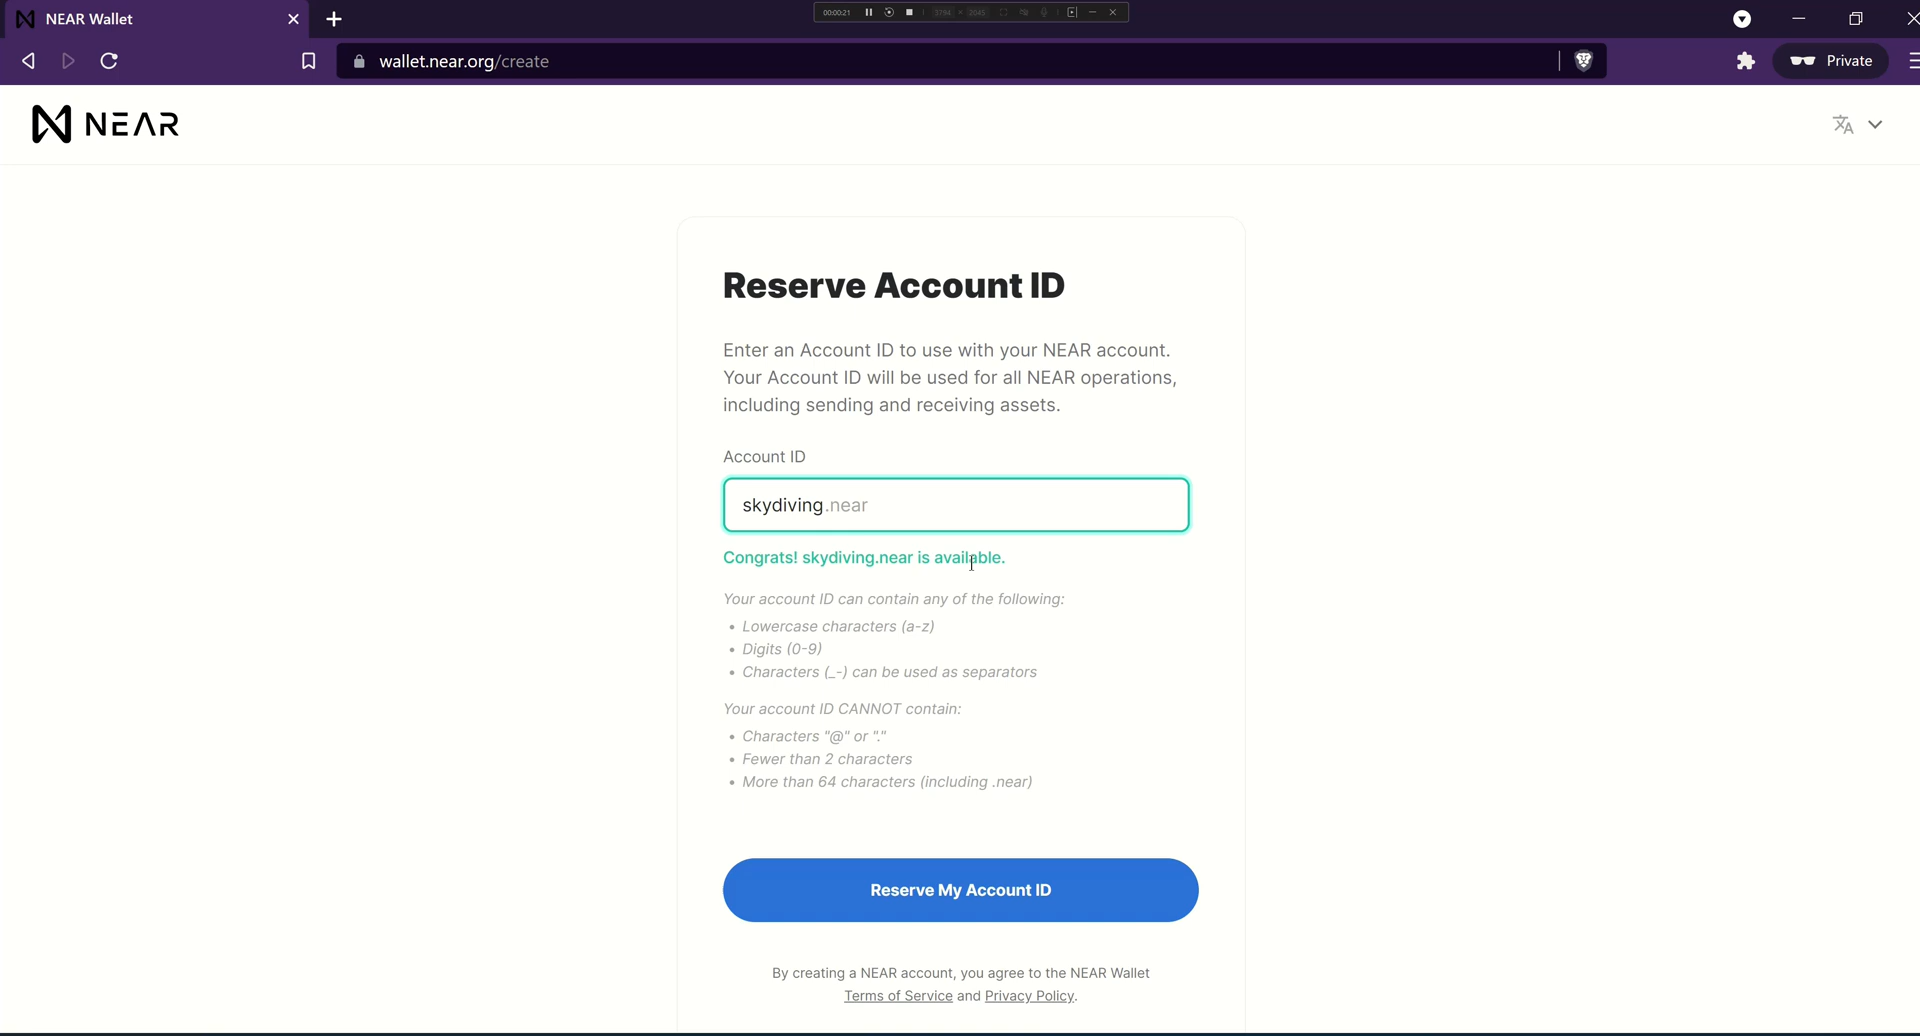 NEAR Wallet
00:00:21
3794 × 2045
wallet.near.org/create
Private
NEAR
Reserve Account ID
Enter an Account ID to use with your NEAR account.
Your Account ID will be used for all NEAR operations,
including sending and receiving assets.
Account ID
skydiving.near
Congrats! skydiving.near is available.
Your account ID can contain any of the following:
• Lowercase characters (a-z)
• Digits (0-9)
• Characters (_-) can be used as separators
Your account ID CANNOT contain:
• Characters "@" or "."
• Fewer than 2 characters
• More than 64 characters (including .near)
Reserve My Account ID
By creating a NEAR account, you agree to the NEAR Wallet
Terms of Service and Privacy Policy.